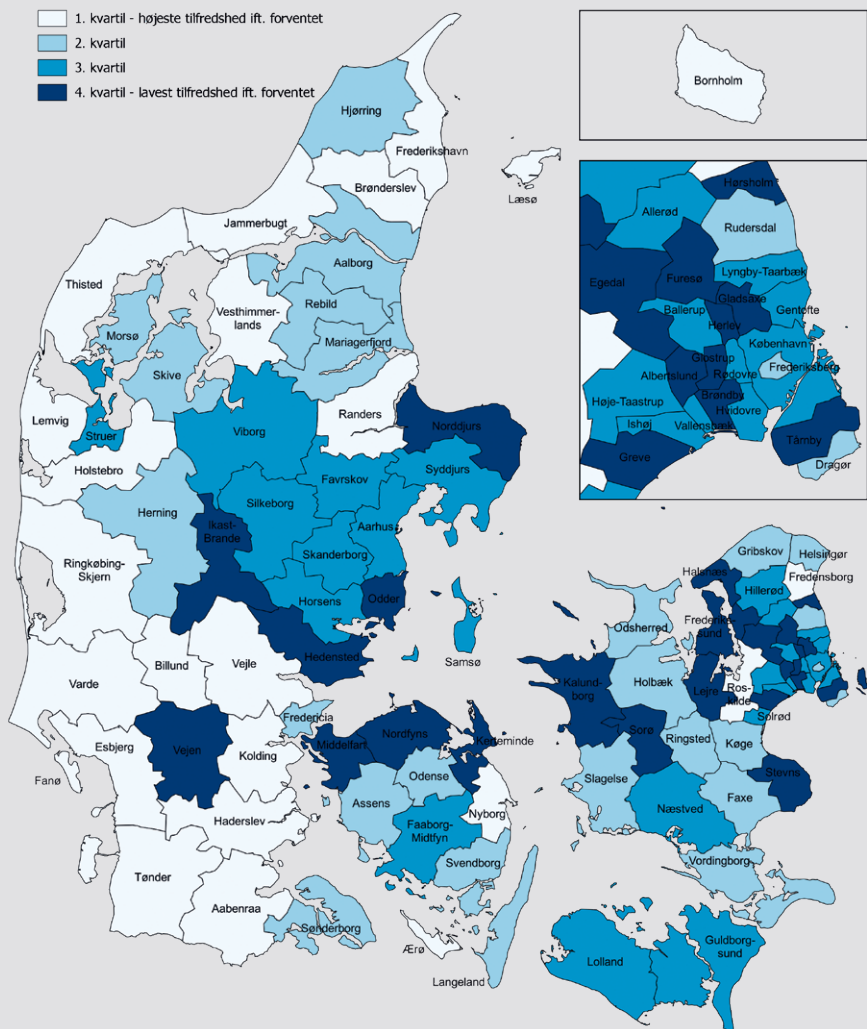 1. kvartil - højeste tilfredshed ift. forventet
2. kvartil
3. kvartil
4. kvartil - lavest tilfredshed ift. forventet
Bornholm
Hjørring
Frederikshavn
Brønderslev
Læsø
Jammerbugt
Thisted
Aalborg
Vesthimmer-
lands
Rebild
Morsø
Mariagerfjord
Skive
Lemvig
Struer
Viborg
Randers
Norddjurs
Holstebro
Syddjurs
Favrskov
Herning
Silkeborg
Ikast-
Brande
Aarhus
Skanderborg
Ringkøbing-
Skjern
Horsens
Odder
Hedensted
Samsø
Billund
Vejle
Varde
Fredericia
Esbjerg
Vejen
Kolding
Fanø
Haderslev
Tønder
Aabenraa
Sønderborg
Middelfart
Nordfyns
Kerteminde
Odense
Assens
Nyborg
Faaborg-
Midtfyn
Svendborg
Ærø
Langeland
Hørsholm
Allerød
Rudersdal
Egedal
Furesø
Lyngby-Taarbæk
Gladsaxe
Ballerup
Gentofte
Herlev
København
Glostrup
Frederiksberg
Albertslund
Rødovre
Høje-Taastrup
Brøndby
Hvidovre
Ishøj
Vallensbæk
Greve
Tårnby
Dragør
Gribskov
Helsingør
Halsnæs
Fredensborg
Hillerød
Frederiks-
sund
Odsherred
Kalund-
borg
Holbæk
Lejre
Ros-
kilde
Solrød
Sorø
Ringsted
Køge
Slagelse
Stevns
Næstved
Faxe
Vordingborg
Guldborg-
sund
Lolland